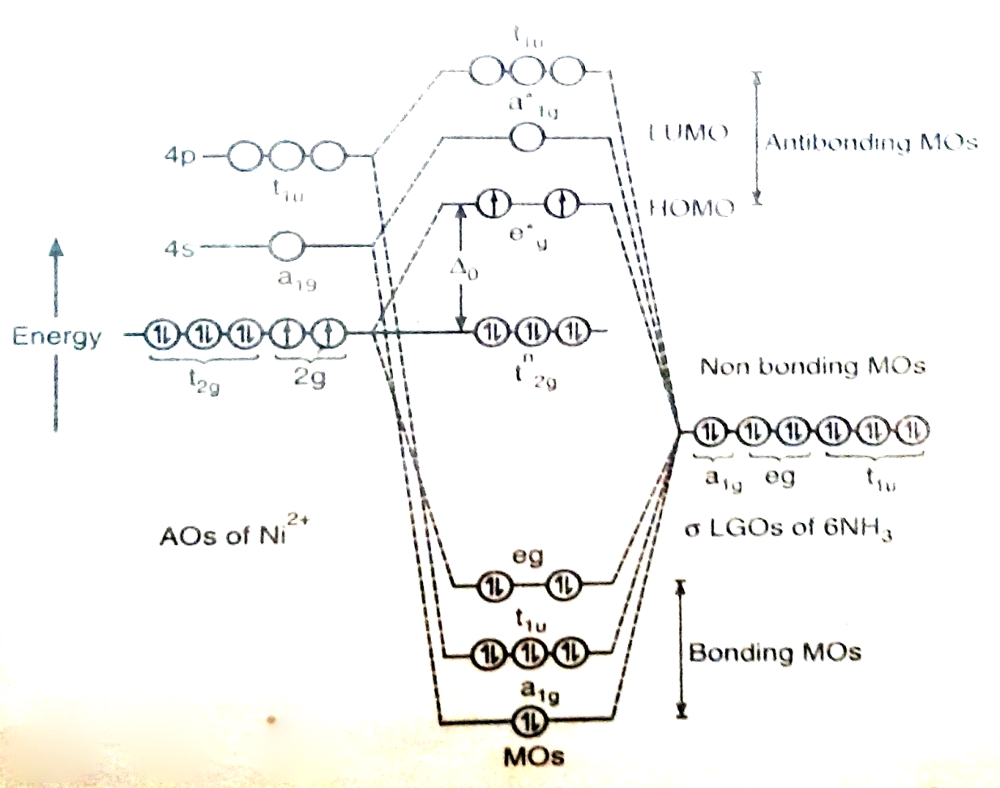 t1u
a*1g
LUMO
Antibonding MOs
4p
t1u
HOMO
e*g
4s
a1g
Δ0
Energy
t2g
2g
tn2g
Non bonding MOs
a1g
eg
t1u
AOs of Ni2+
σ LGOs of 6NH3
eg
t1u
Bonding MOs
a1g
MOs